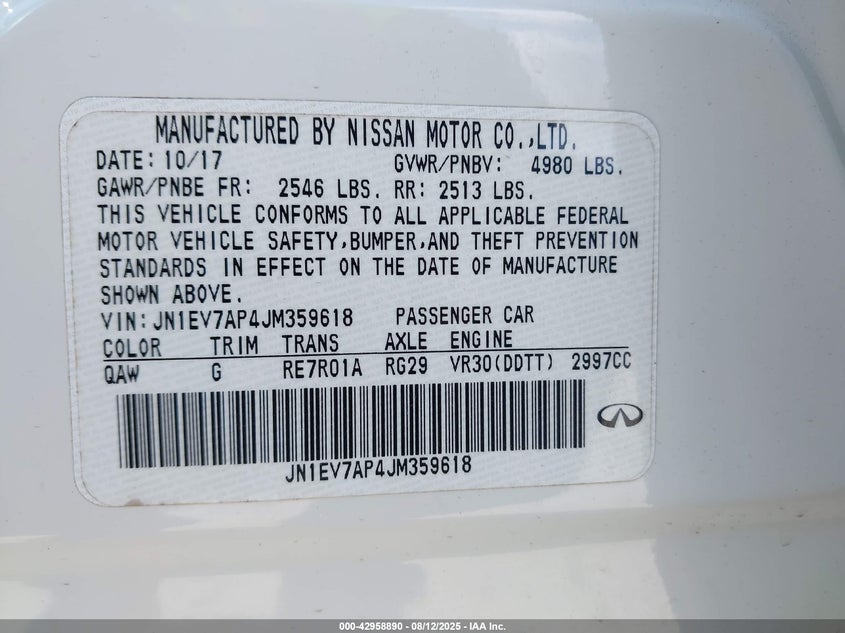 MANUFACTURED BY NISSAN MOTOR CO.,LTD.
DATE: 10/17 GVWR/PNBV: 4980 LBS.
GAWR/PNBE FR: 2546 LBS. RR: 2513 LBS.
THIS VEHICLE CONFORMS TO ALL APPLICABLE FEDERAL
MOTOR VEHICLE SAFETY,BUMPER,AND THEFT PREVENTION
STANDARDS IN EFFECT ON THE DATE OF MANUFACTURE
SHOWN ABOVE.
VIN:JN1EV7AP4JM359618 PASSENGER CAR
COLOR TRIM TRANS AXLE ENGINE
QAW G RE7R01A RG29 VR30(DDTT) 2997CC
JN1EV7AP4JM359618
000-42958890 - 08/12/2025 - IAA Inc.